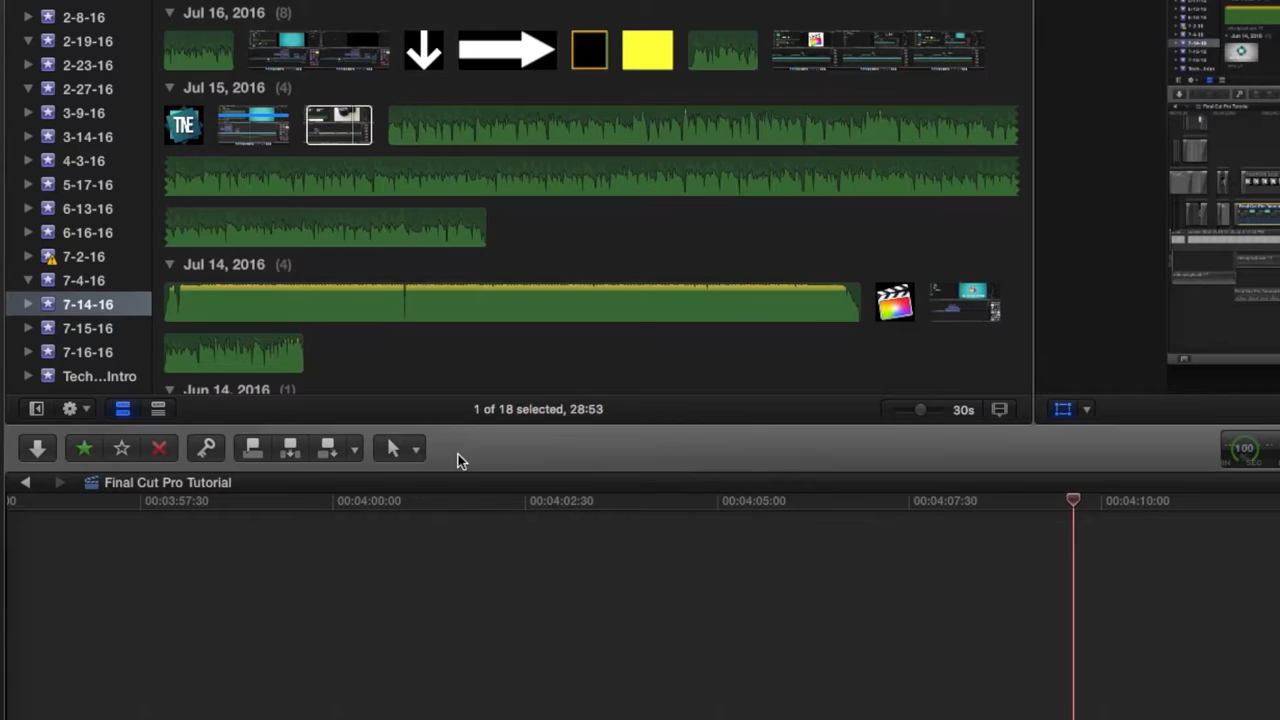 2-8-16
2-19-16
2-23-16
2-27-16
3-9-16
3-14-16
4-3-16
5-17-16
6-13-16
6-16-16
7-2-16
7-4-16
7-14-16
7-15-16
7-16-16
Tech...Intro
Jul 16, 2016 (8)
Jul 15, 2016 (4)
TNE
Jul 14, 2016 (4)
Jun 14, 2016 (1)
1 of 18 selected, 28:53
30s
100
Final Cut Pro Tutorial
00:03:57:30
00:04:00:00
00:04:02:30
00:04:05:00
00:04:07:30
00:04:10:00